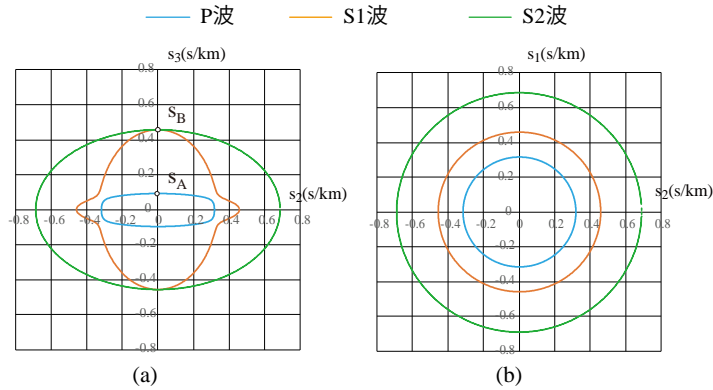 P波 S1波 S2波
s3(s/km) s1(s/km)
0.8 0.8
0.6 0.6
SB
0.4 0.4
0.2 0.2
SA
s2(s/km) s2(s/km)
0 0
-0.8 -0.6 -0.4 -0.2 0 0.2 0.4 0.6 0.8 -0.8 -0.6 -0.4 -0.2 0 0.2 0.4 0.6 0.8
-0.2 -0.2
-0.4 -0.4
-0.6 -0.6
-0.8 -0.8
(a) (b)